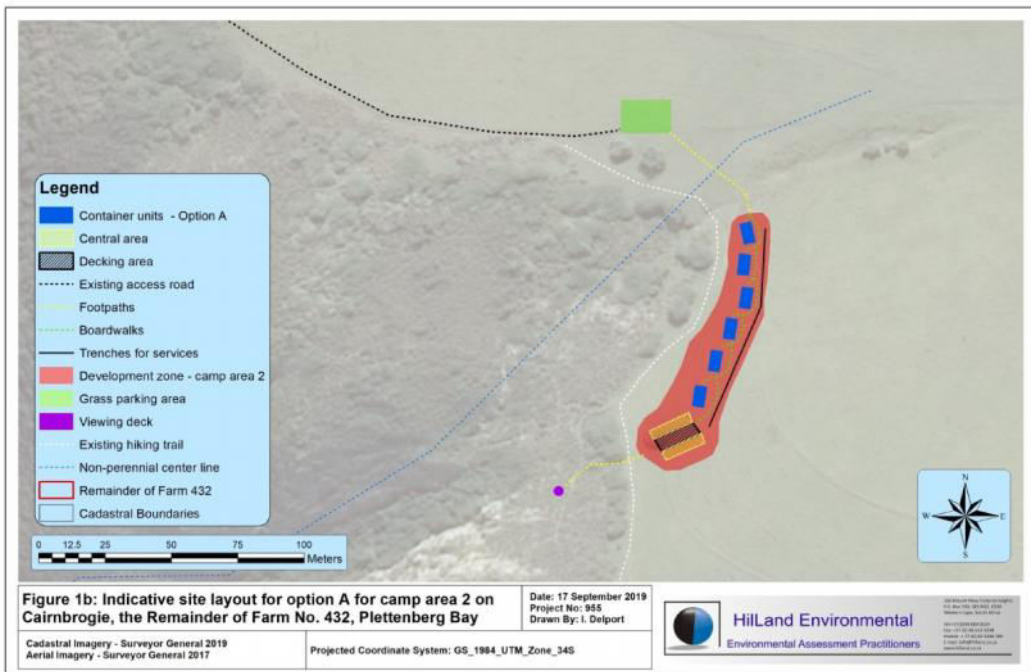 Legend
Container units - Option A
Central area
Decking area
Existing access road
Footpaths
Boardwalks
Trenches for services
Development zone - camp area 2
Grass parking area
Viewing deck
Existing hiking trail
Non-perennial center line
Remainder of Farm 432
Cadastral Boundaries
0 12.5 25 50 75 100
Meters
N
W E
S
Figure 1b: Indicative site layout for option A for camp area 2 on
Cairnbrogie, the Remainder of Farm No. 432, Plettenberg Bay
Date: 17 September 2019
Project No: 955
Drawn By: I. Delport
Cadastral Imagery - Surveyor General 2019
Aerial Imagery - Surveyor General 2017
Projected Coordinate System: GS_1984_UTM_Zone_34S
HilLand Environmental
Environmental Assessment Practitioners